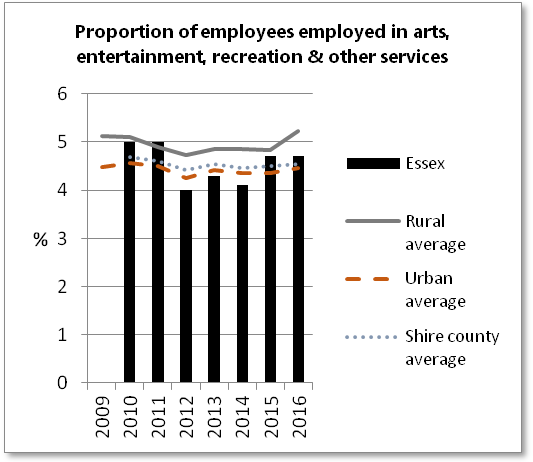 Proportion of employees employed in arts,
entertainment, recreation & other services
6
5
4
3
2
1
0
%
2009
2010
2011
2012
2013
2014
2015
2016
Essex
Rural
average
Urban
average
Shire county
average